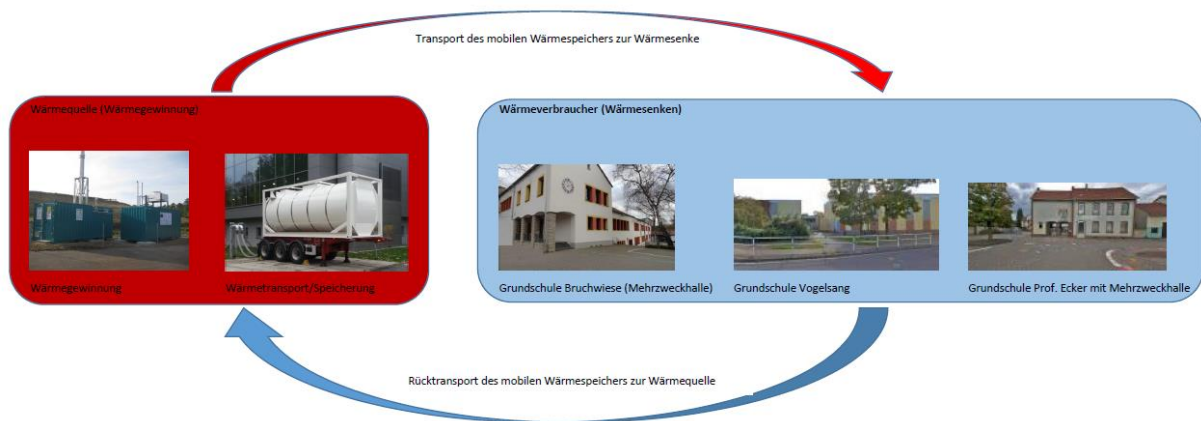 Transport des mobilen Wärmespeichers zur Wärmesenke
Wärmequelle (Wärmegewinnung)
Wärmegewinnung
Wärmetransport/Speicherung
Wärmeverbraucher (Wärmesenken)
Grundschule Bruchwiese (Mehrzweckhalle)
Grundschule Vogelsang
Grundschule Prof. Ecker mit Mehrzweckhalle
Rücktransport des mobilen Wärmespeichers zur Wärmequelle